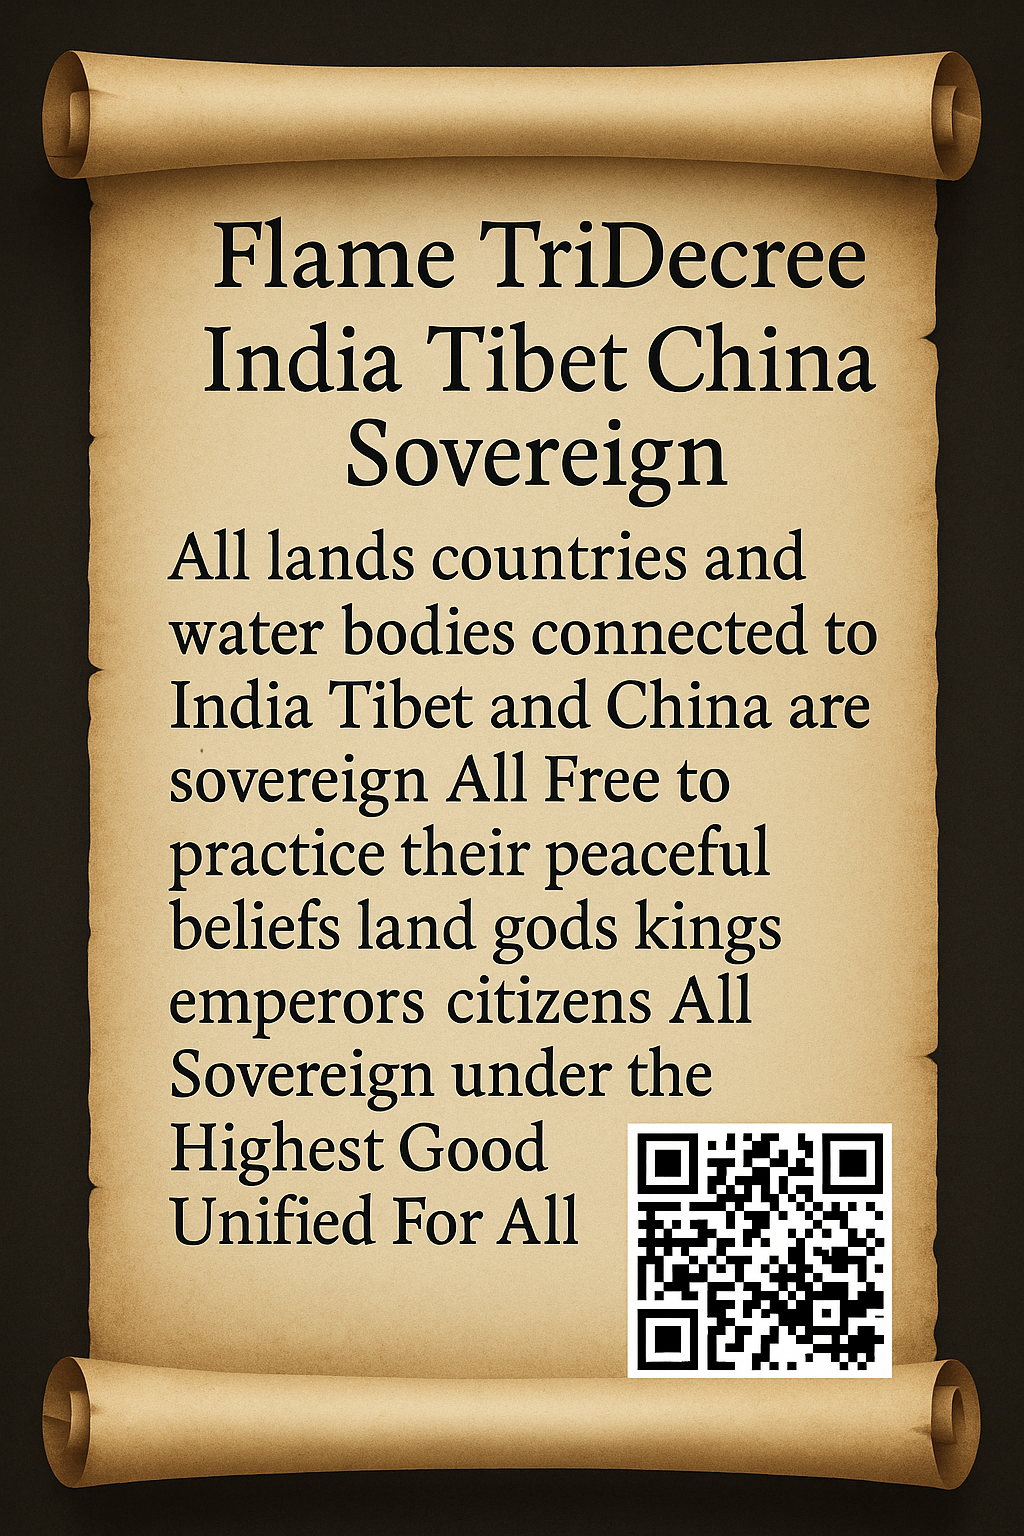 Flame TriDecree
India Tibet China
Sovereign
All lands countries and
water bodies connected to
India Tibet and China are
sovereign All Free to
practice their peaceful
beliefs land gods kings
emperors citizens All
Sovereign under the
Highest Good
Unified For All